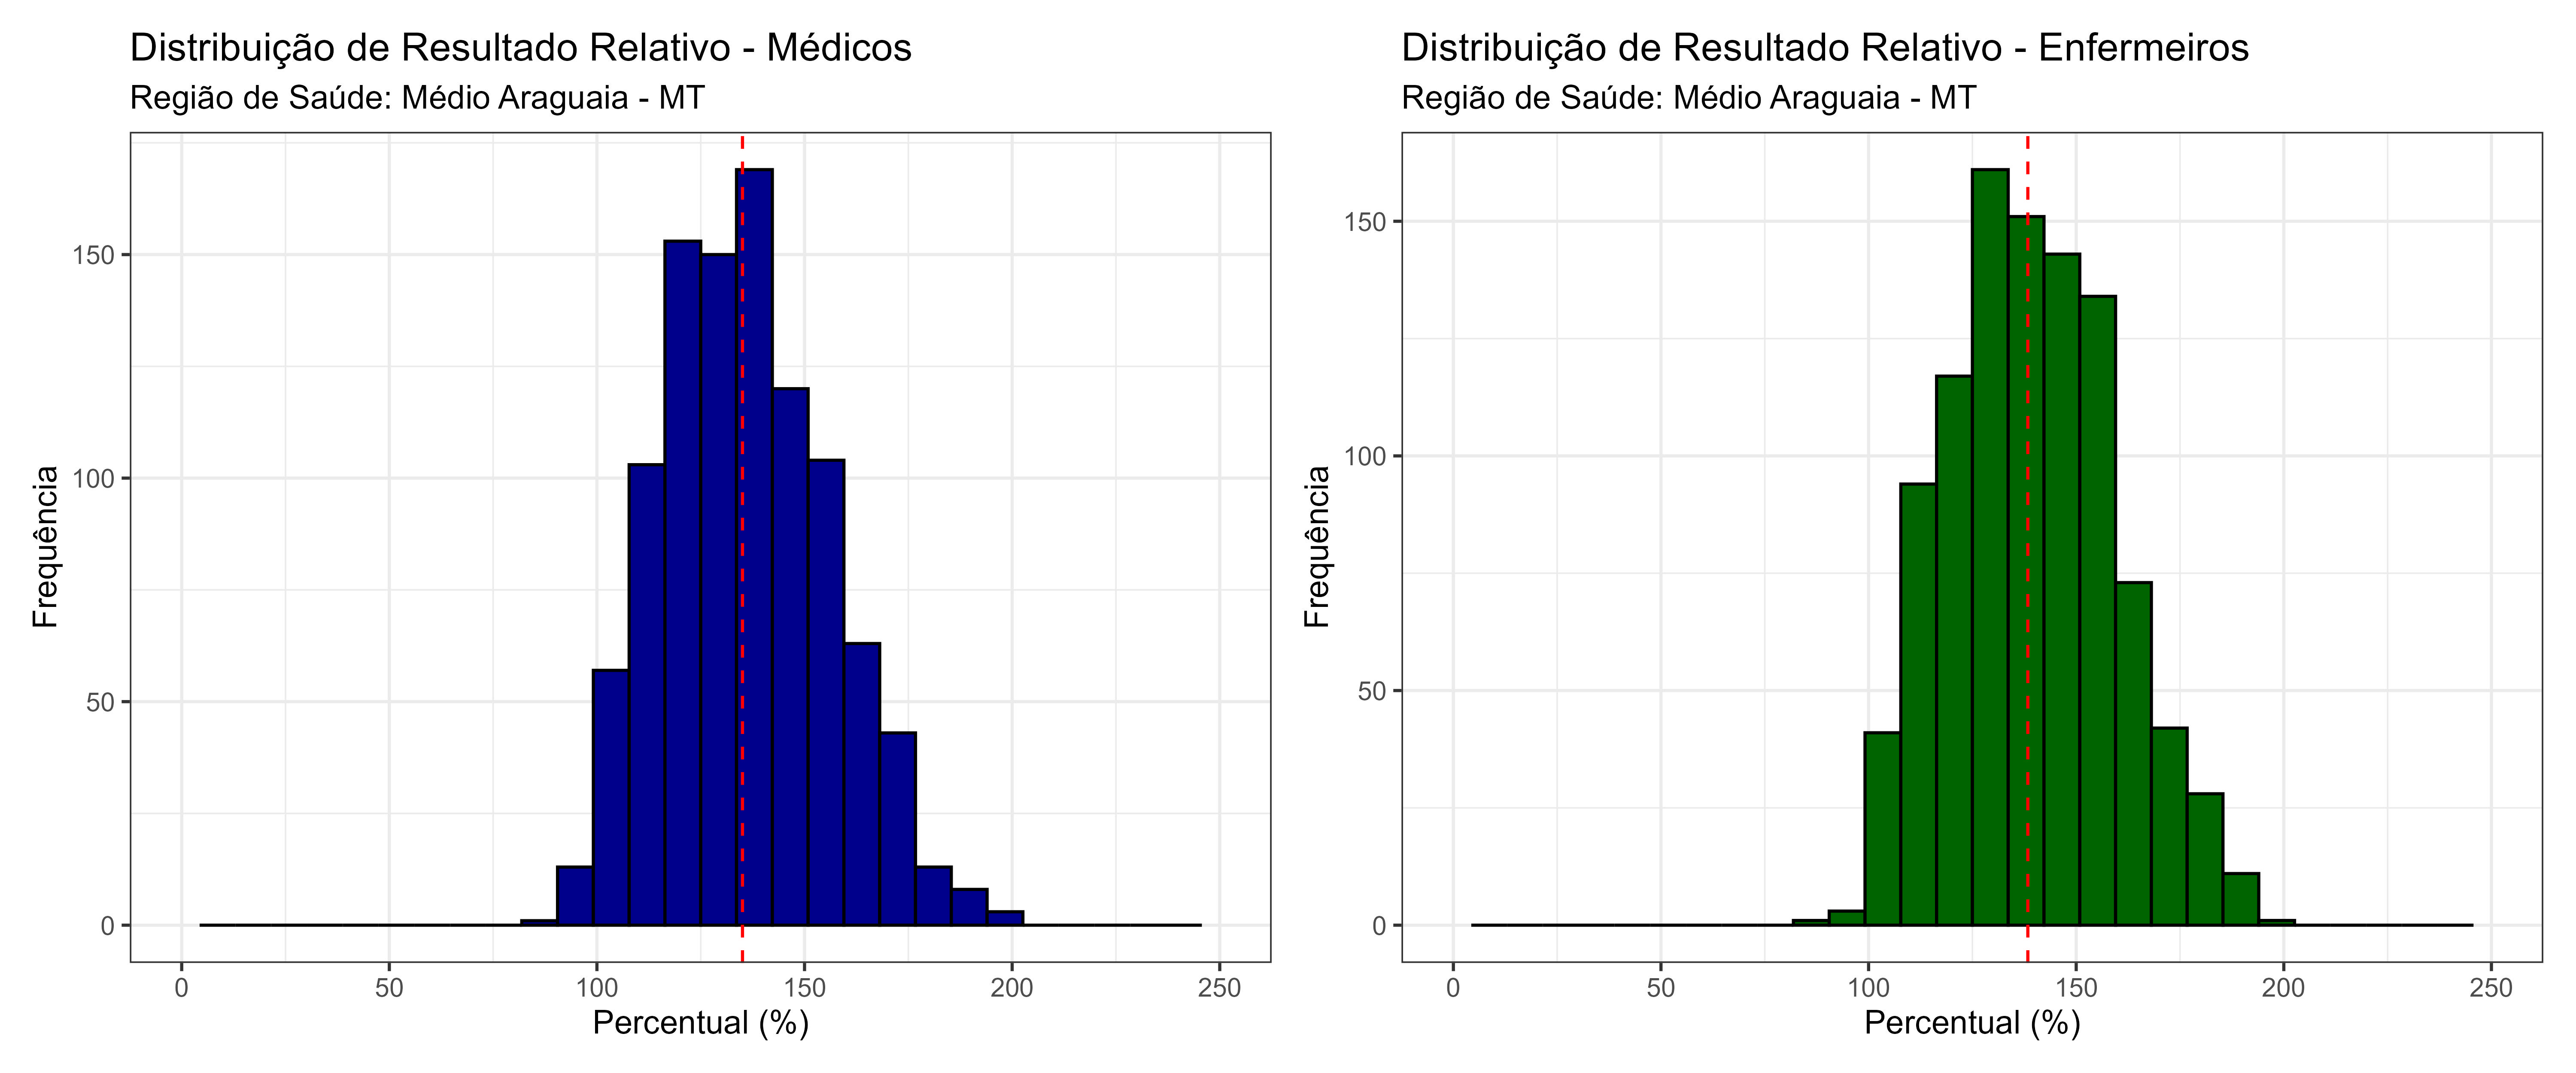 Distribuição de Resultado Relativo - Médicos
Região de Saúde: Médio Araguaia - MT
Frequência
150
100
50
0
0 50 100 150 200 250
Percentual (%)
Distribuição de Resultado Relativo - Enfermeiros
Região de Saúde: Médio Araguaia - MT
Frequência
150
100
50
0
0 50 100 150 200 250
Percentual (%)